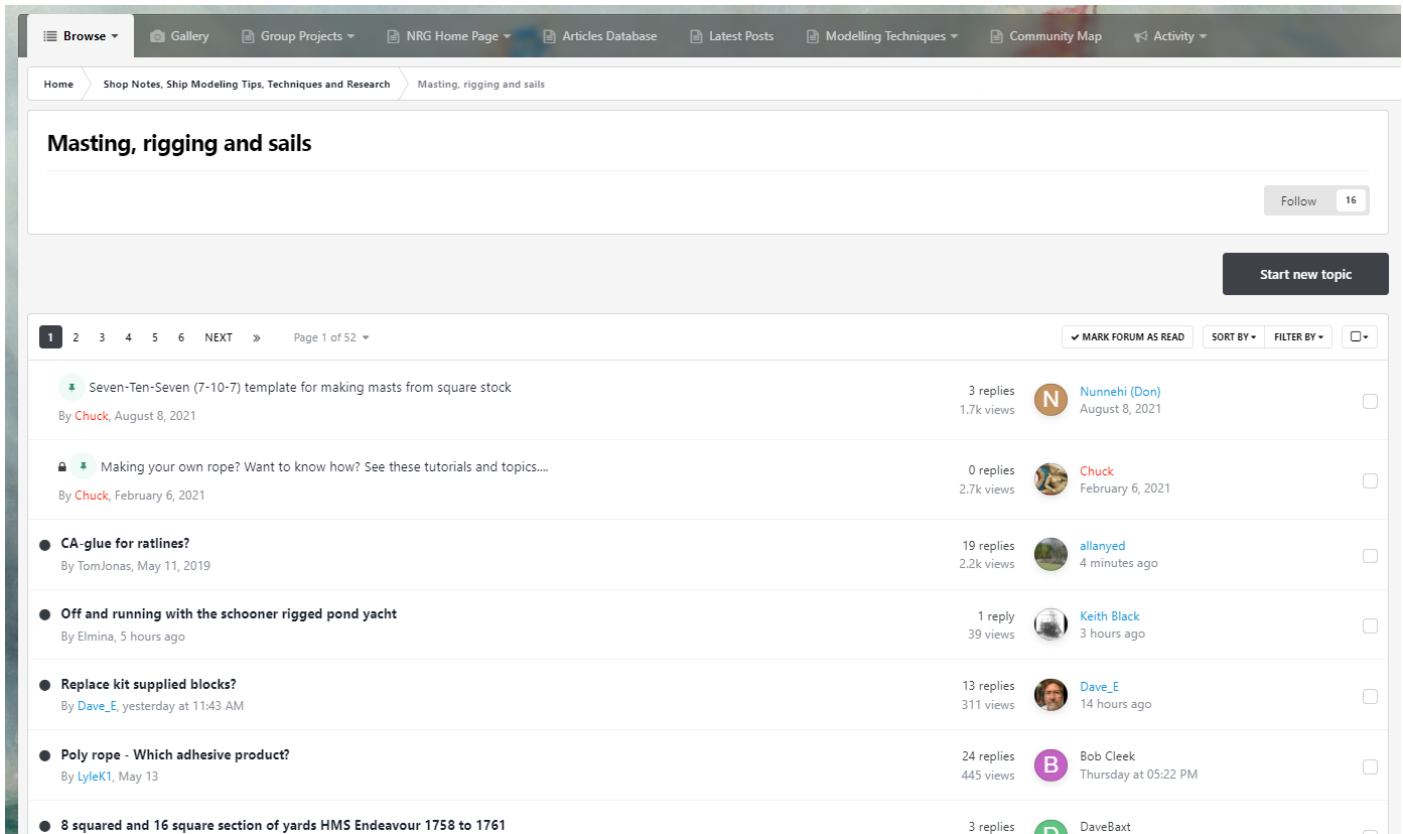 Browse Gallery Group Projects NRG Home Page Articles Database Latest Posts Modelling Techniques Community Map Activity
Home Shop Notes, Ship Modeling Tips, Techniques and Research Masting, rigging and sails
Masting, rigging and sails
Follow 16
Start new topic
1 2 3 4 5 6 NEXT » Page 1 of 52 MARK FORUM AS READ SORT BY FILTER BY
Seven-Ten-Seven (7-10-7) template for making masts from square stock
By Chuck, August 8, 2021
3 replies
1.7k views
N
Nunnehi (Don)
August 8, 2021
Making your own rope? Want to know how? See these tutorials and topics....
By Chuck, February 6, 2021
0 replies
2.7k views
Chuck
February 6, 2021
CA-glue for ratlines?
By TomJonas, May 11, 2019
19 replies
2.2k views
allanyed
4 minutes ago
Off and running with the schooner rigged pond yacht
By Elmina, 5 hours ago
1 reply
39 views
Keith Black
3 hours ago
Replace kit supplied blocks?
By Dave_E, yesterday at 11:43 AM
13 replies
311 views
Dave_E
14 hours ago
Poly rope - Which adhesive product?
By LyleK1, May 13
24 replies
445 views
B
Bob Cleek
Thursday at 05:22 PM
8 squared and 16 square section of yards HMS Endeavour 1758 to 1761
3 replies
D
DaveBaxt